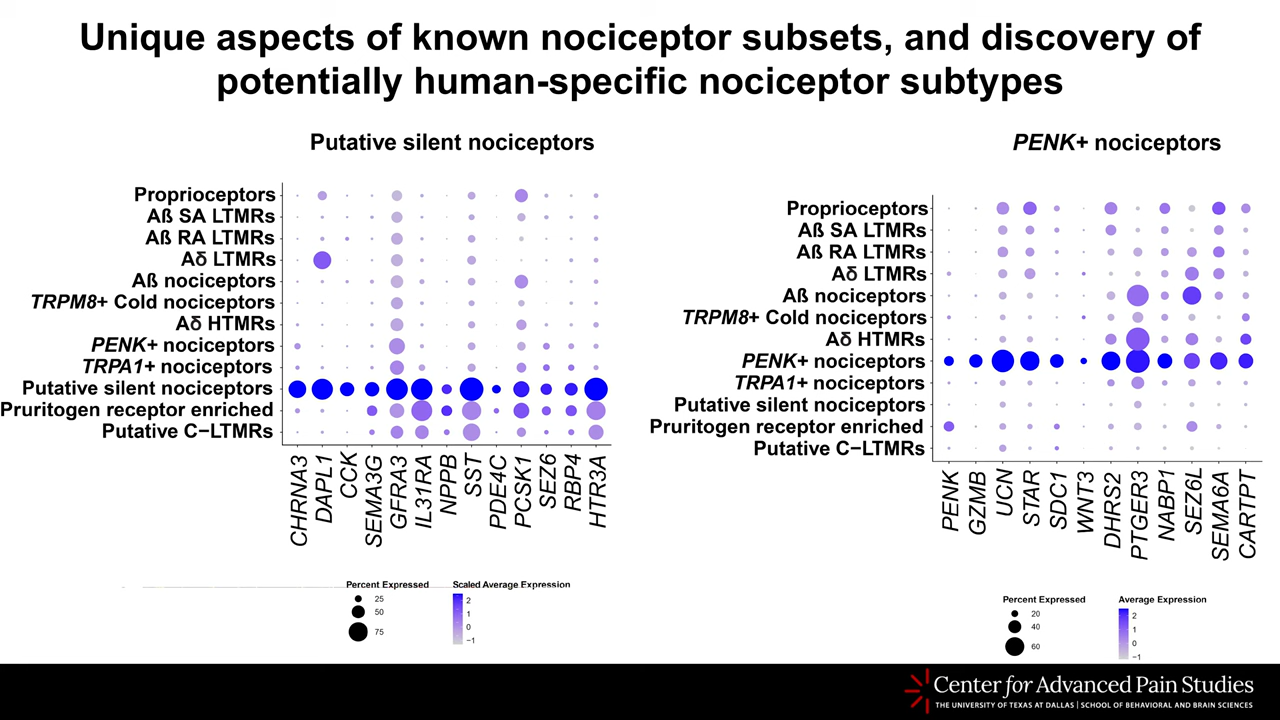 Unique aspects of known nociceptor subsets, and discovery of
potentially human-specific nociceptor subtypes
Putative silent nociceptors
Proprioceptors
Aß SA LTMRs
Aß RA LTMRs
Aδ LTMRs
Aß nociceptors
TRPM8+ Cold nociceptors
Aδ HTMRs
PENK+ nociceptors
TRPA1+ nociceptors
Putative silent nociceptors
Pruritogen receptor enriched
Putative C−LTMRs
CHRNA3
DAPL1
CCK
SEMA3G
GFRA3
IL31RA
NPPB
SST
PDE4C
PCSK1
SEZ6
RBP4
HTR3A
Percent Expressed
25
50
75
Scaled Average Expression
2
1
0
−1
PENK+ nociceptors
Proprioceptors
Aß SA LTMRs
Aß RA LTMRs
Aδ LTMRs
Aß nociceptors
TRPM8+ Cold nociceptors
Aδ HTMRs
PENK+ nociceptors
TRPA1+ nociceptors
Putative silent nociceptors
Pruritogen receptor enriched
Putative C−LTMRs
PENK
GZMB
UCN
STAR
SDC1
WNT3
DHRS2
PTGER3
NABP1
SEZ6L
SEMA6A
CARTPT
Percent Expressed
20
40
60
Average Expression
2
1
0
−1
Center for Advanced Pain Studies
THE UNIVERSITY OF TEXAS AT DALLAS | SCHOOL OF BEHAVIORAL AND BRAIN SCIENCES